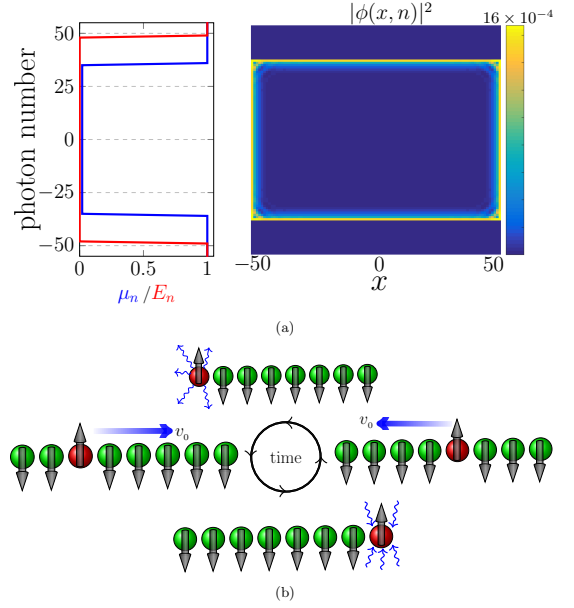 photon number
50
25
0
−25
−50
0
0.5
1
μₙ/Eₙ
|ϕ(x, n)|²
16 × 10⁻⁴
−50
0
50
x
(a)
v₀
time
v₀
(b)